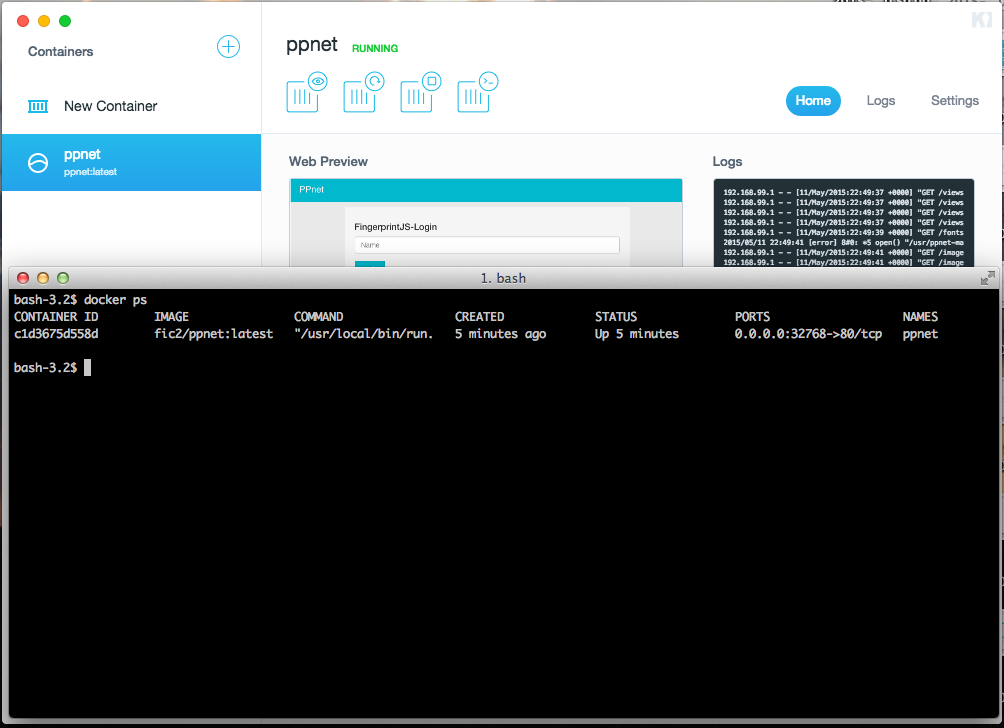 Containers
New Container
ppnet
ppnet:latest
ppnet RUNNING
Home Logs Settings
Web Preview
PPnet
FingerprintJS-Login
Name
Logs
192.168.99.1 - - [11/May/2015:22:49:37 +0000] "GET /views
192.168.99.1 - - [11/May/2015:22:49:37 +0000] "GET /views
192.168.99.1 - - [11/May/2015:22:49:37 +0000] "GET /views
192.168.99.1 - - [11/May/2015:22:49:37 +0000] "GET /views
192.168.99.1 - - [11/May/2015:22:49:39 +0000] "GET /fonts
2015/05/11 22:49:41 [error] 8#0: *5 open() "/usr/ppnet-ma
192.168.99.1 - - [11/May/2015:22:49:41 +0000] "GET /image
192.168.99.1 - - [11/May/2015:22:49:41 +0000] "GET /image
1. bash
bash-3.2$ docker ps
CONTAINER ID IMAGE COMMAND CREATED STATUS PORTS NAMES
c1d3675d558d fic2/ppnet:latest "/usr/local/bin/run. 5 minutes ago Up 5 minutes 0.0.0.0:32768->80/tcp ppnet
bash-3.2$